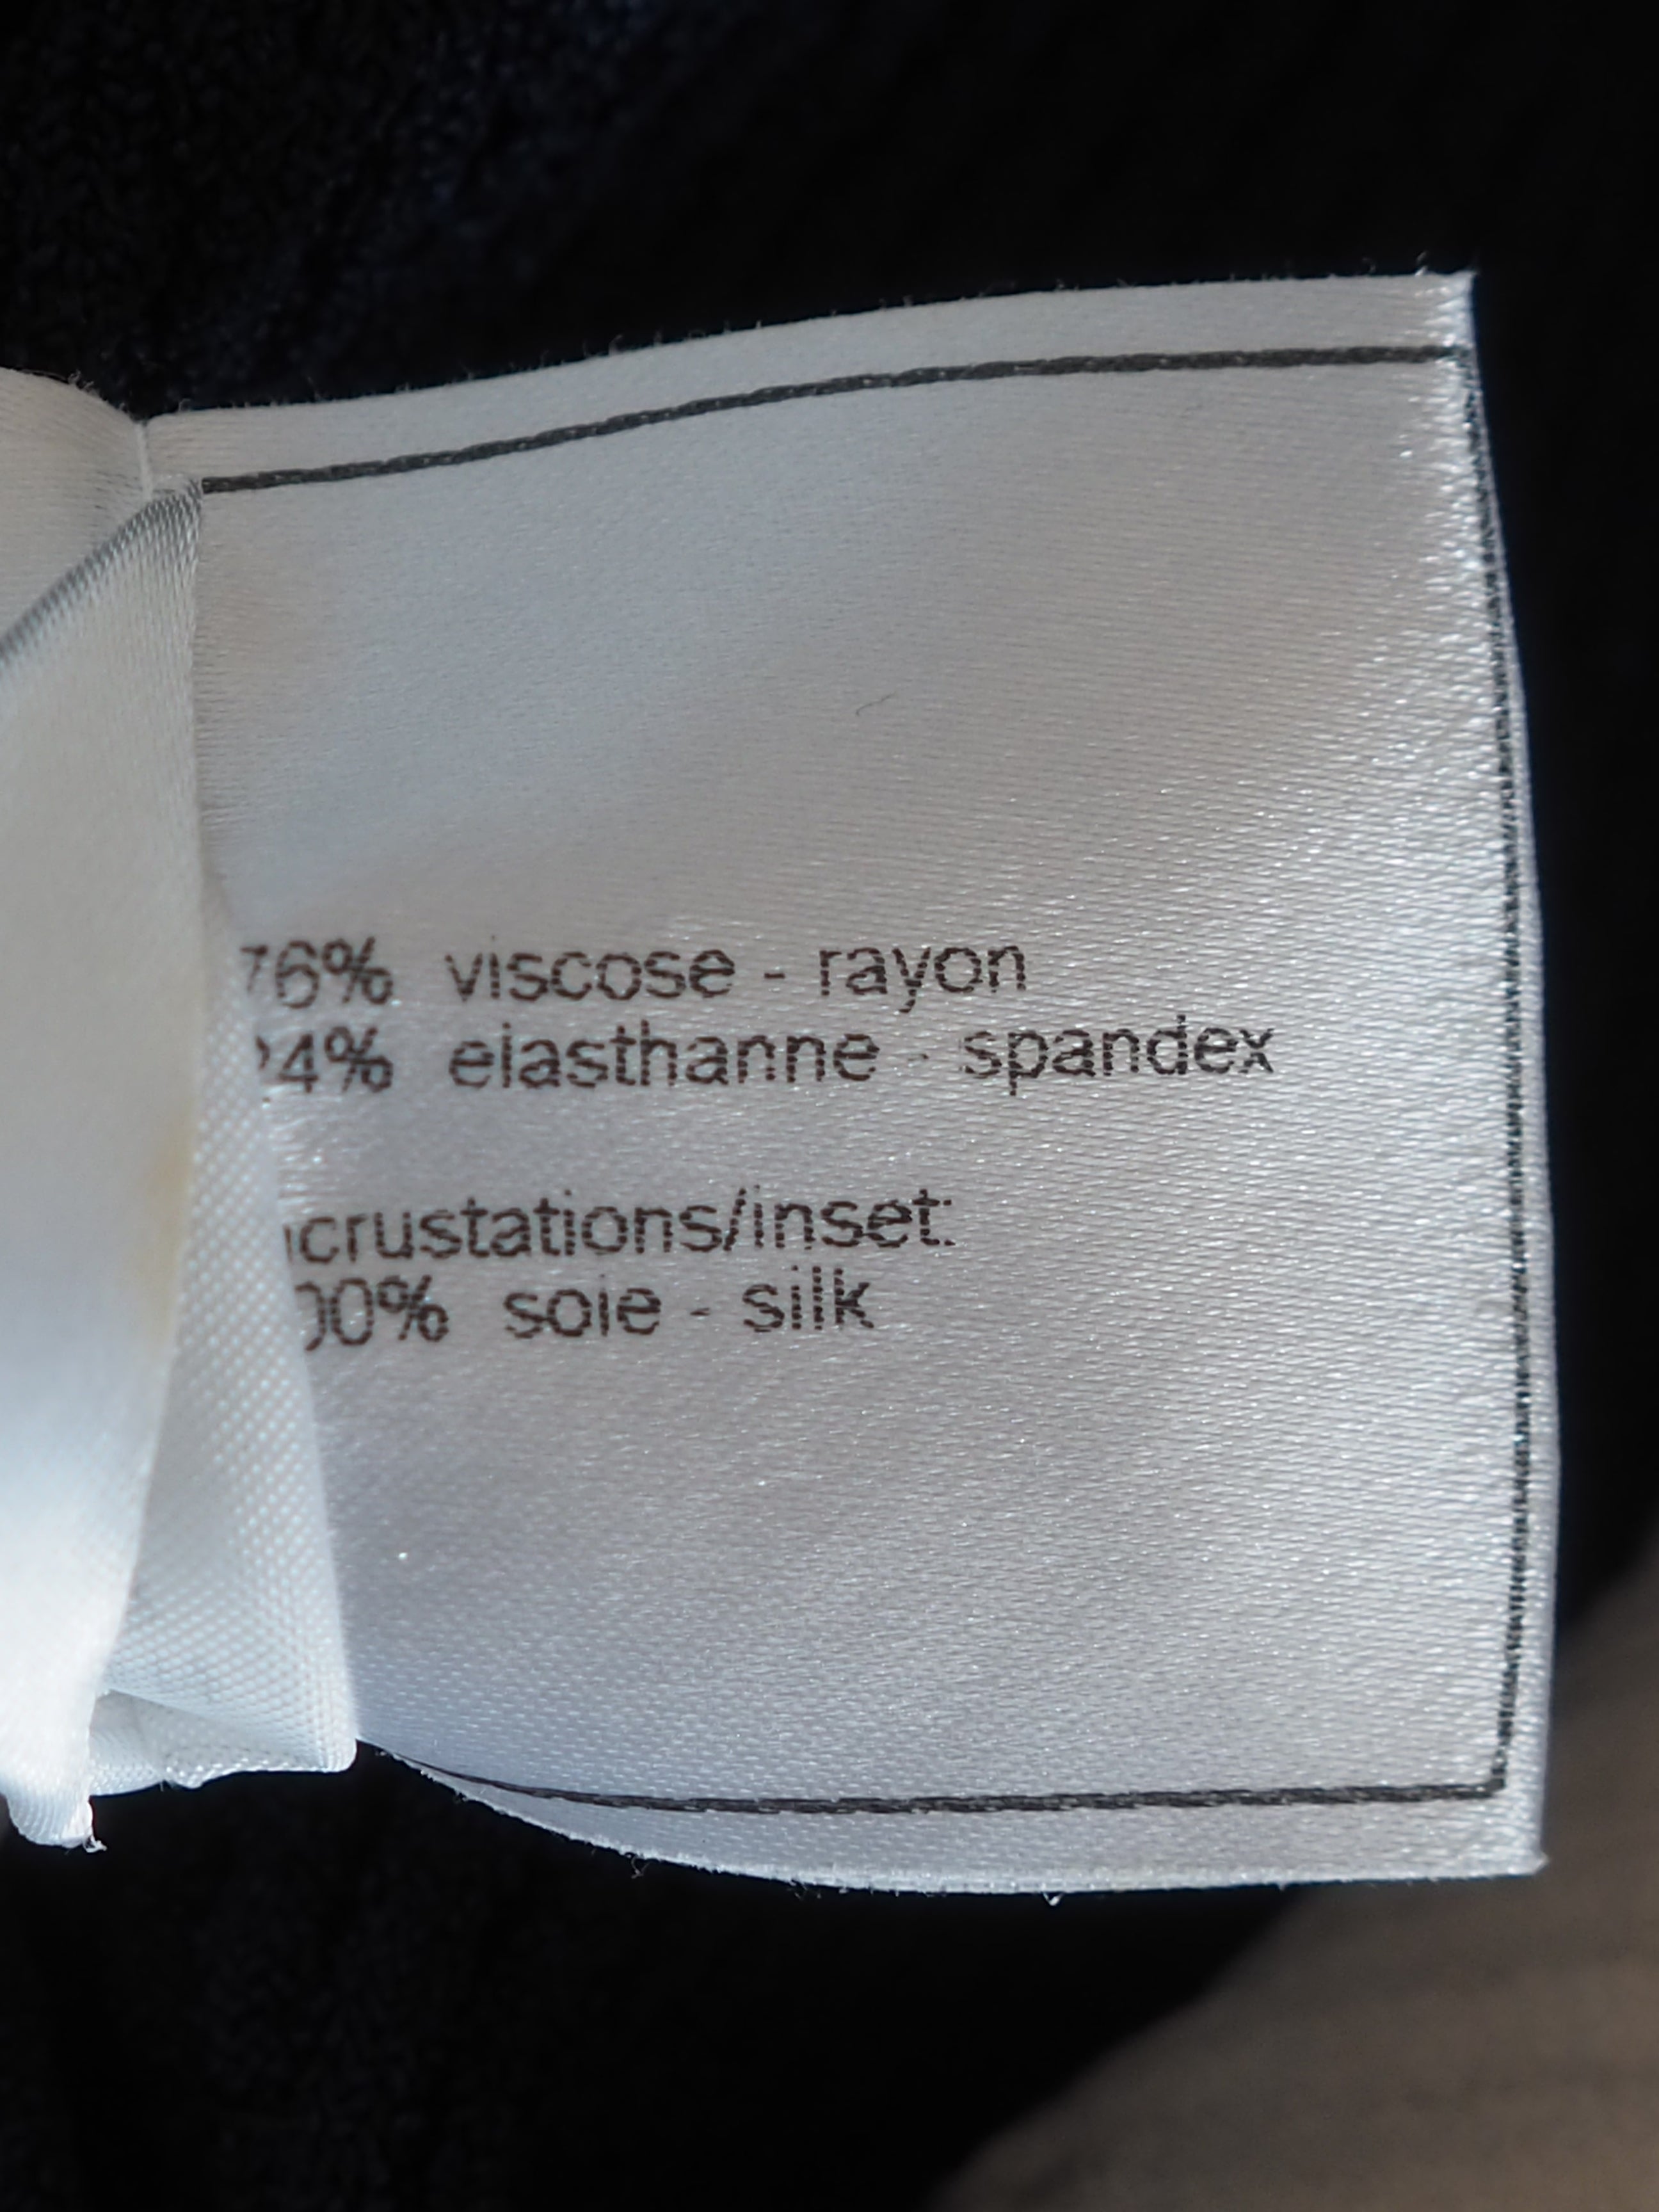 76% viscose - rayon
24% elasthanne - spandex
incrustations/inset:
100% soie - silk